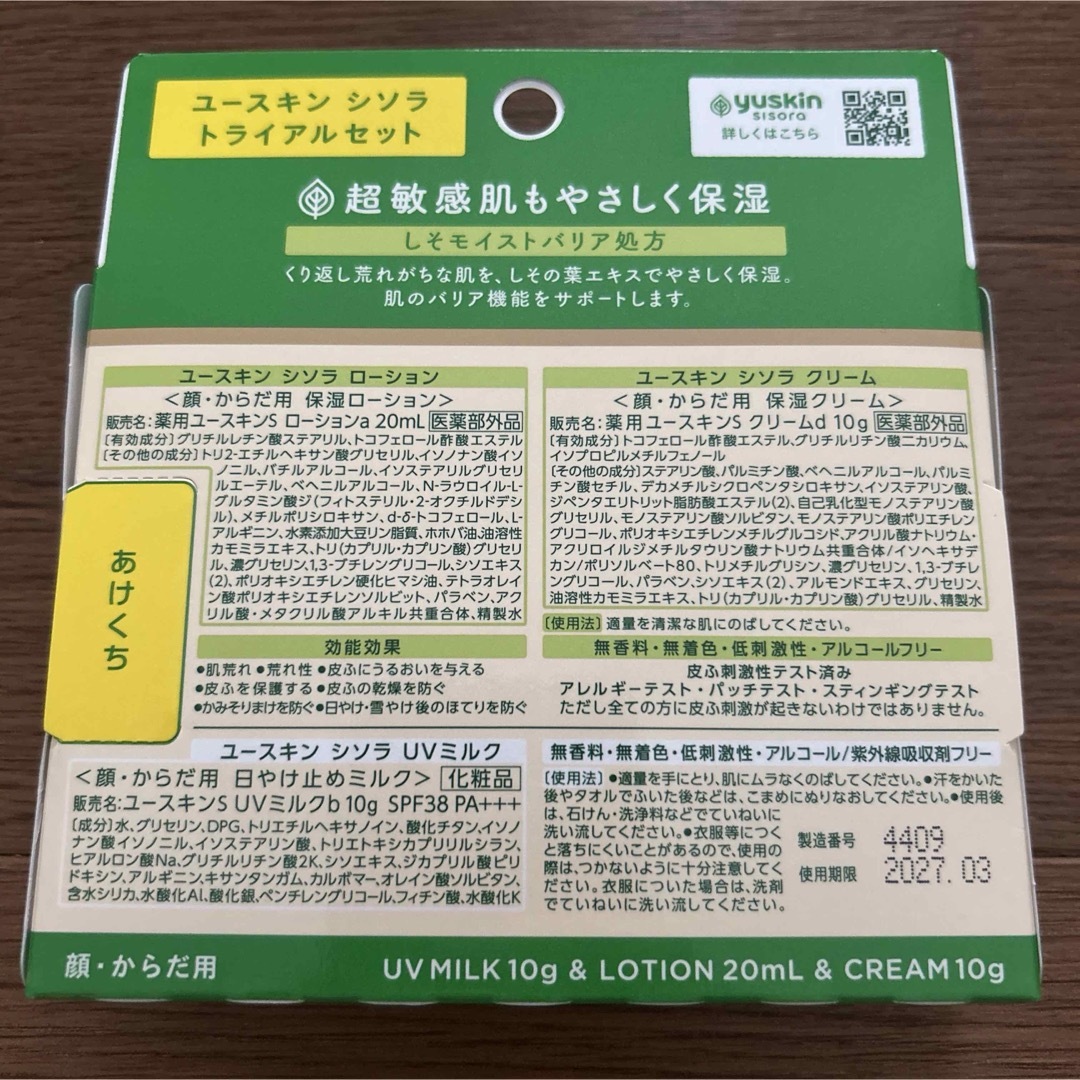 ユースキン シソラ
トライアルセット
yuskin
sisora
詳しくはこちら
超敏感肌もやさしく保湿
しそモイストバリア処方
くり返し荒れがちな肌を、しその葉エキスでやさしく保湿。
肌のバリア機能をサポートします。
ユースキン シソラ ローション
<顔・からだ用 保湿ローション>
販売名:薬用ユースキンS ローションa 20mL 医薬部外品
〔有効成分〕グリチルレチン酸ステアリル、トコフェロール酢酸エステル
〔その他の成分〕トリ2-エチルヘキサン酸グリセリル、イソノナン酸イソ
ノニル、バチルアルコール、イソステアリルグリセリ
ルエーテル、ベヘニルアルコール、N-ラウロイル-L-
グルタミン酸ジ(フィトステリル・2-オクチルドデシ
ル)、メチルポリシロキサン、d-δ-トコフェロール、L-
アルギニン、水素添加大豆リン脂質、ホホバ油、油溶性
カモミラエキス、トリ(カプリル・カプリン酸)グリセリ
ル、濃グリセリン、1,3-ブチレングリコール、シソエキス
(2)、ポリオキシエチレン硬化ヒマシ油、テトラオレイ
ン酸ポリオキシエチレンソルビット、パラベン、アク
リル酸・メタクリル酸アルキル共重合体、精製水
効能効果
●肌荒れ ●荒れ性 ●皮ふにうるおいを与える
●皮ふを保護する ●皮ふの乾燥を防ぐ
●かみそりまけを防ぐ ●日やけ・雪やけ後のほてりを防ぐ
あけくち
ユースキン シソラ クリーム
<顔・からだ用 保湿クリーム>
販売名:薬用ユースキンS クリームd 10g 医薬部外品
〔有効成分〕トコフェロール酢酸エステル、グリチルリチン酸二カリウム、
イソプロピルメチルフェノール
〔その他の成分〕ステアリン酸、パルミチン酸、ベヘニルアルコール、パルミ
チン酸セチル、デカメチルシクロペンタシロキサン、イソステアリン酸、
ジペンタエリトリット脂肪酸エステル(2)、自己乳化型モノステアリン酸
グリセリル、モノステアリン酸ソルビタン、モノステアリン酸ポリエチレン
グリコール、ポリオキシエチレンメチルグルコシド、アクリル酸ナトリウム・
アクリロイルジメチルタウリン酸ナトリウム共重合体/イソヘキサデ
カン/ポリソルベート80、トリメチルグリシン、濃グリセリン、1,3-ブチレ
ングリコール、パラベン、シソエキス(2)、アルモンドエキス、グリセリン、
油溶性カモミラエキス、トリ(カプリル・カプリン酸)グリセリル、精製水
〔使用法〕適量を清潔な肌にのばしてください。
無香料・無着色・低刺激性・アルコールフリー
皮ふ刺激性テスト済み
アレルギーテスト・パッチテスト・スティンギングテスト
ただし全ての方に皮ふ刺激が起きないわけではありません。
ユースキン シソラ UVミルク
<顔・からだ用 日やけ止めミルク> 化粧品
販売名:ユースキンS UVミルクb 10g SPF38 PA+++
〔成分〕水、グリセリン、DPG、トリエチルヘキサノイン、酸化チタン、イソノ
ナン酸イソノニル、イソステアリン酸、トリエトキシカプリリルシラン、
ヒアルロン酸Na、グリチルリチン酸2K、シソエキス、ジカプリル酸ピリ
ドキシン、アルギニン、キサンタンガム、カルボマー、オレイン酸ソルビタン、
含水シリカ、水酸化Al、酸化銀、ペンチレングリコール、フィチン酸、水酸化K
無香料・無着色・低刺激性・アルコール/紫外線吸収剤フリー
〔使用法〕●適量を手にとり、肌にムラなくのばしてください。●汗をかいた
後やタオルでふいた後などは、こまめにぬりなおしてください。●使用後
は、石けん・洗浄料などでていねいに
洗い流してください。●衣服等につく
と落ちにくいことがあるので、使用の
際は、つかないように十分注意してく
ださい。衣服についた場合は、洗剤
でていねいに洗い流してください。
製造番号 4409
使用期限 2027.03
顔・からだ用
UV MILK 10g & LOTION 20mL & CREAM 10g